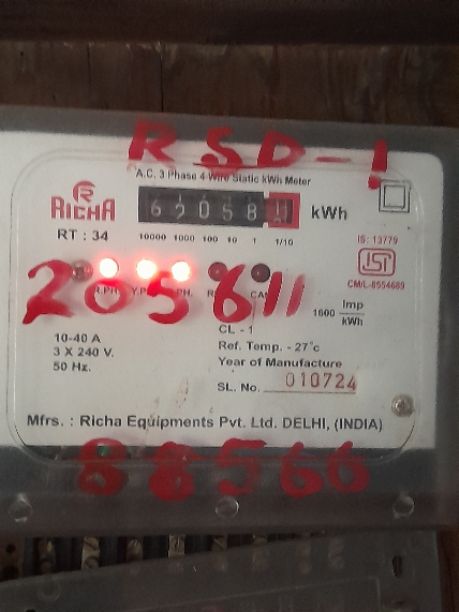 RSD-1
A.C. 3 Phase 4-Wire Static kWh Meter
RICHA
62058 kWh
RT : 34
10000 1000 100 10 1 1/10
IS: 13779
ISI
CM/L-8554689
205611
1600 Imp/kWh
10-40 A
3 X 240 V.
50 Hz.
CL - 1
Ref. Temp. - 27°c
Year of Manufacture
SL. No. 010724
Mfrs. : Richa Equipments Pvt. Ltd. DELHI, (INDIA)
88566